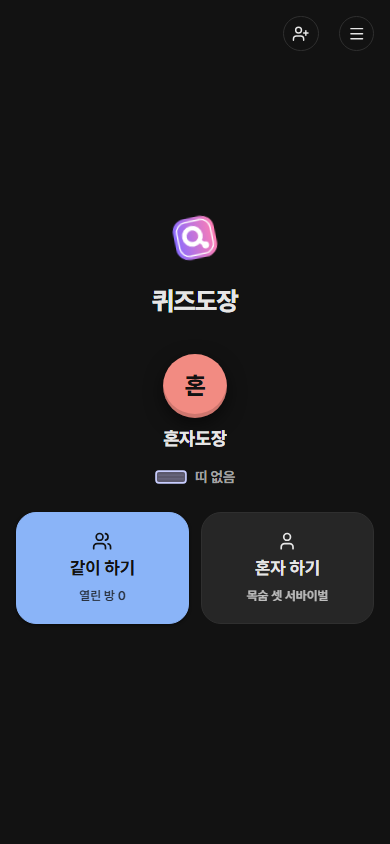 퀴즈도장
혼
혼자도장
띠 없음
같이 하기
열린 방 0
혼자 하기
목숨 셋 서바이벌